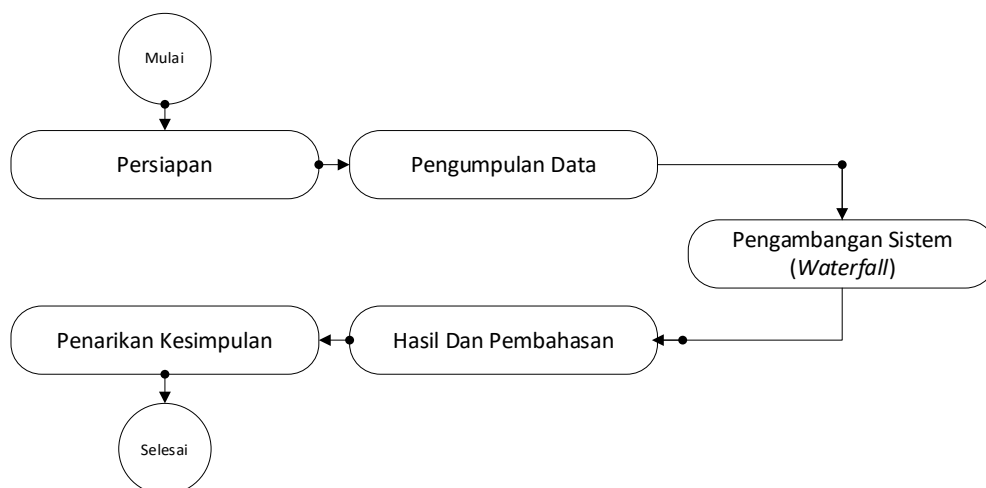 Mulai
Persiapan
Pengumpulan Data
Pengambangan Sistem
(Waterfall)
Hasil Dan Pembahasan
Penarikan Kesimpulan
Selesai